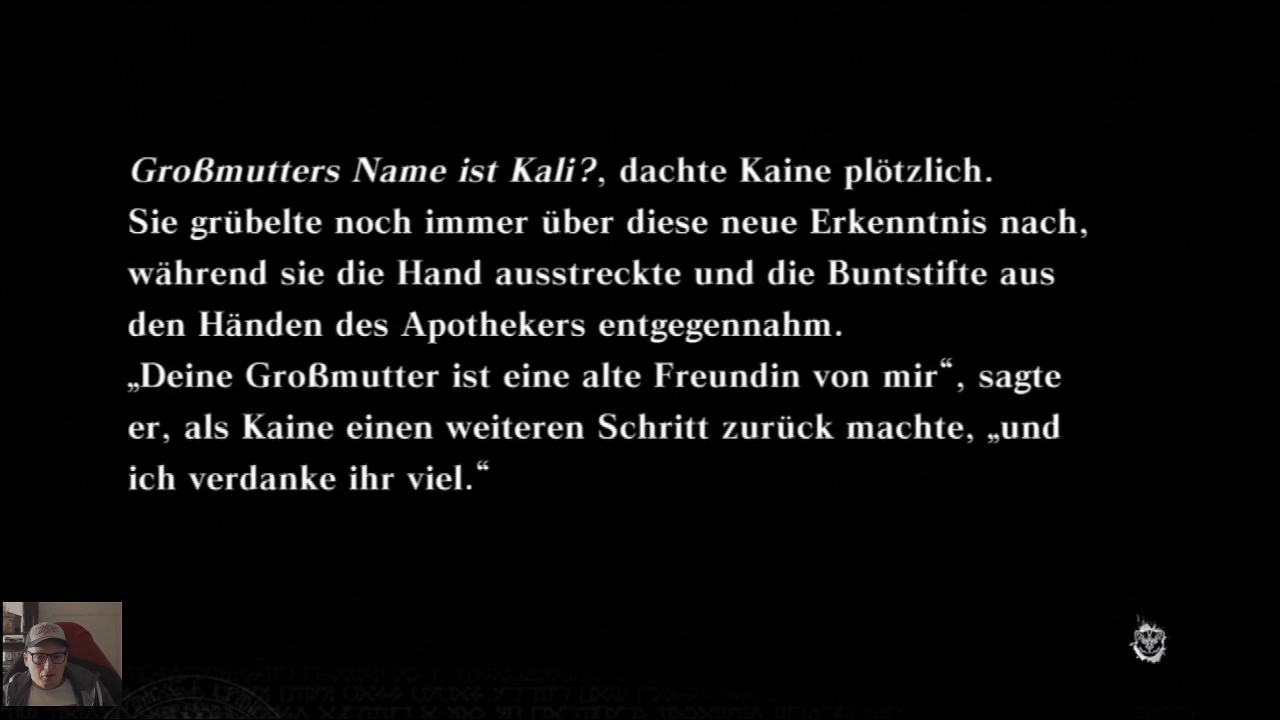 Großmutters Name ist Kali?, dachte Kaine plötzlich.
Sie grübelte noch immer über diese neue Erkenntnis nach,
während sie die Hand ausstreckte und die Buntstifte aus
den Händen des Apothekers entgegennahm.
„Deine Großmutter ist eine alte Freundin von mir“, sagte
er, als Kaine einen weiteren Schritt zurück machte, „und
ich verdanke ihr viel.“